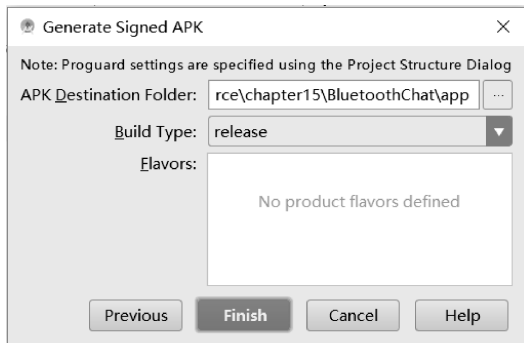 Generate Signed APK
Note: Proguard settings are specified using the Project Structure Dialog
APK Destination Folder: rce\chapter15\BluetoothChat\app ...
Build Type: release
Flavors:
No product flavors defined
Previous Finish Cancel Help